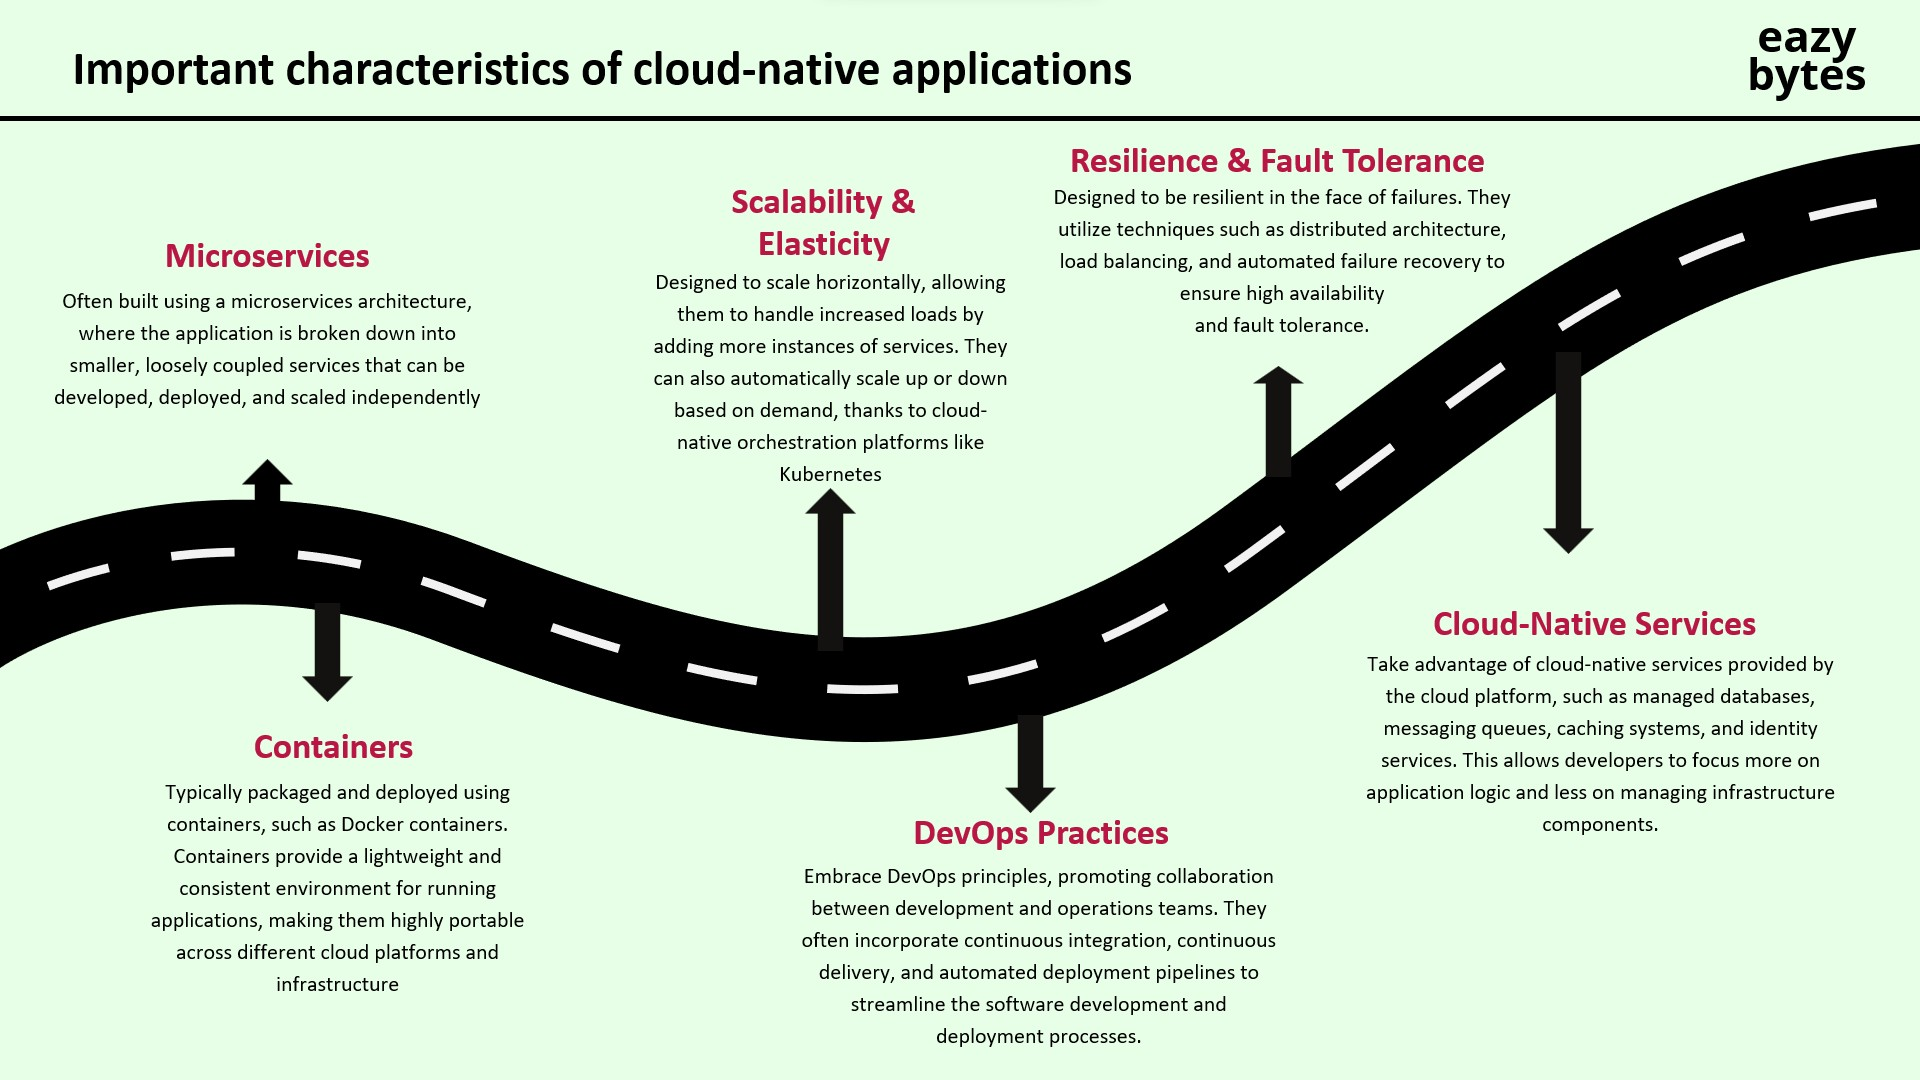 Important characteristics of cloud-native applications
eazy
bytes
Microservices
Often built using a microservices architecture,
where the application is broken down into
smaller, loosely coupled services that can be
developed, deployed, and scaled independently
Containers
Typically packaged and deployed using
containers, such as Docker containers.
Containers provide a lightweight and
consistent environment for running
applications, making them highly portable
across different cloud platforms and
infrastructure
Scalability &
Elasticity
Designed to scale horizontally, allowing
them to handle increased loads by
adding more instances of services. They
can also automatically scale up or down
based on demand, thanks to cloud-
native orchestration platforms like
Kubernetes
DevOps Practices
Embrace DevOps principles, promoting collaboration
between development and operations teams. They
often incorporate continuous integration, continuous
delivery, and automated deployment pipelines to
streamline the software development and
deployment processes.
Resilience & Fault Tolerance
Designed to be resilient in the face of failures. They
utilize techniques such as distributed architecture,
load balancing, and automated failure recovery to
ensure high availability
and fault tolerance.
Cloud-Native Services
Take advantage of cloud-native services provided by
the cloud platform, such as managed databases,
messaging queues, caching systems, and identity
services. This allows developers to focus more on
application logic and less on managing infrastructure
components.